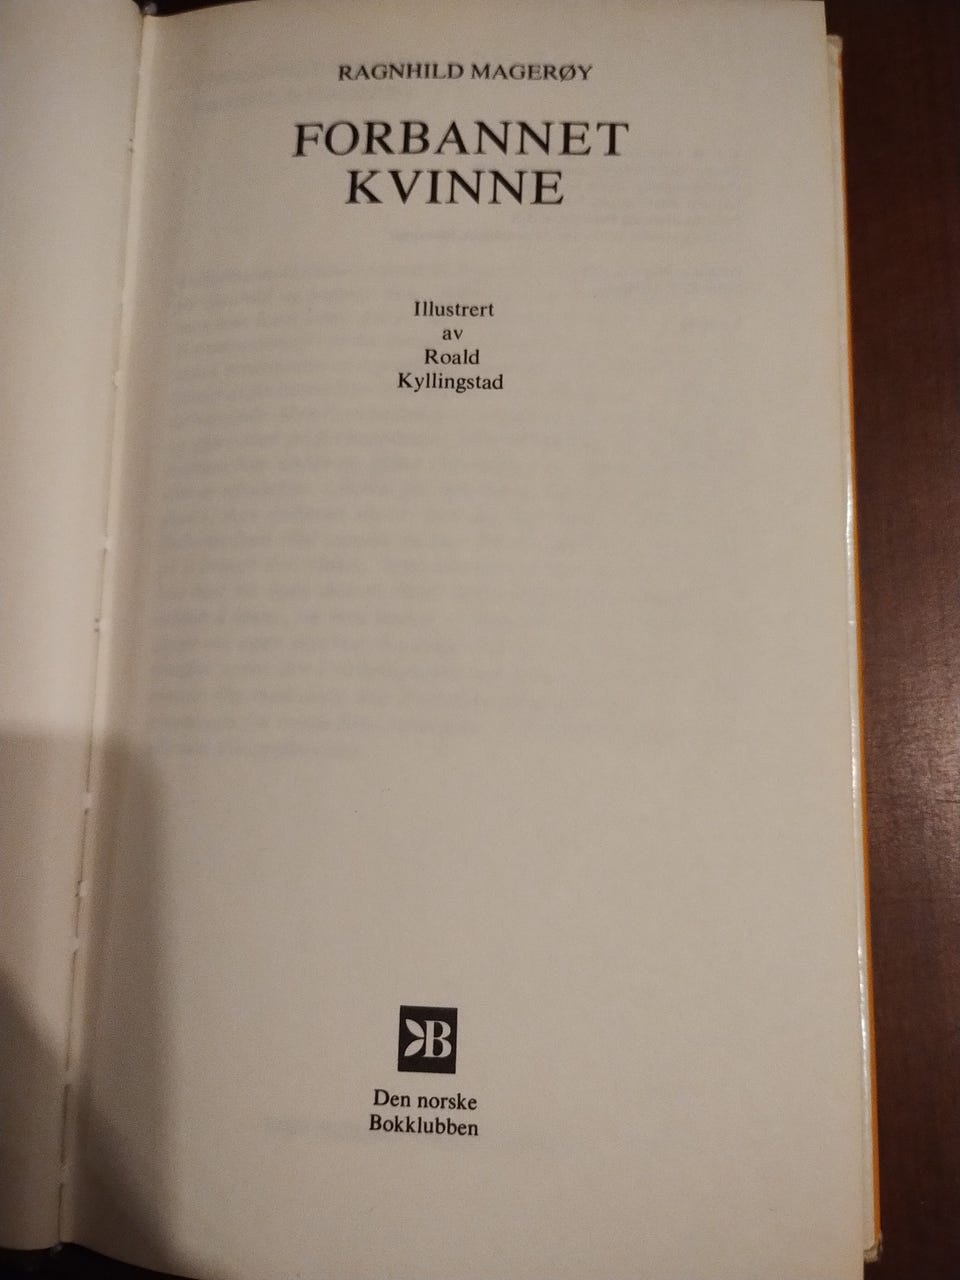 RAGNHILD MAGERØY
FORBANNET
KVINNE
Illustrert
av
Roald
Kyllingstad
B
Den norske
Bokklubben